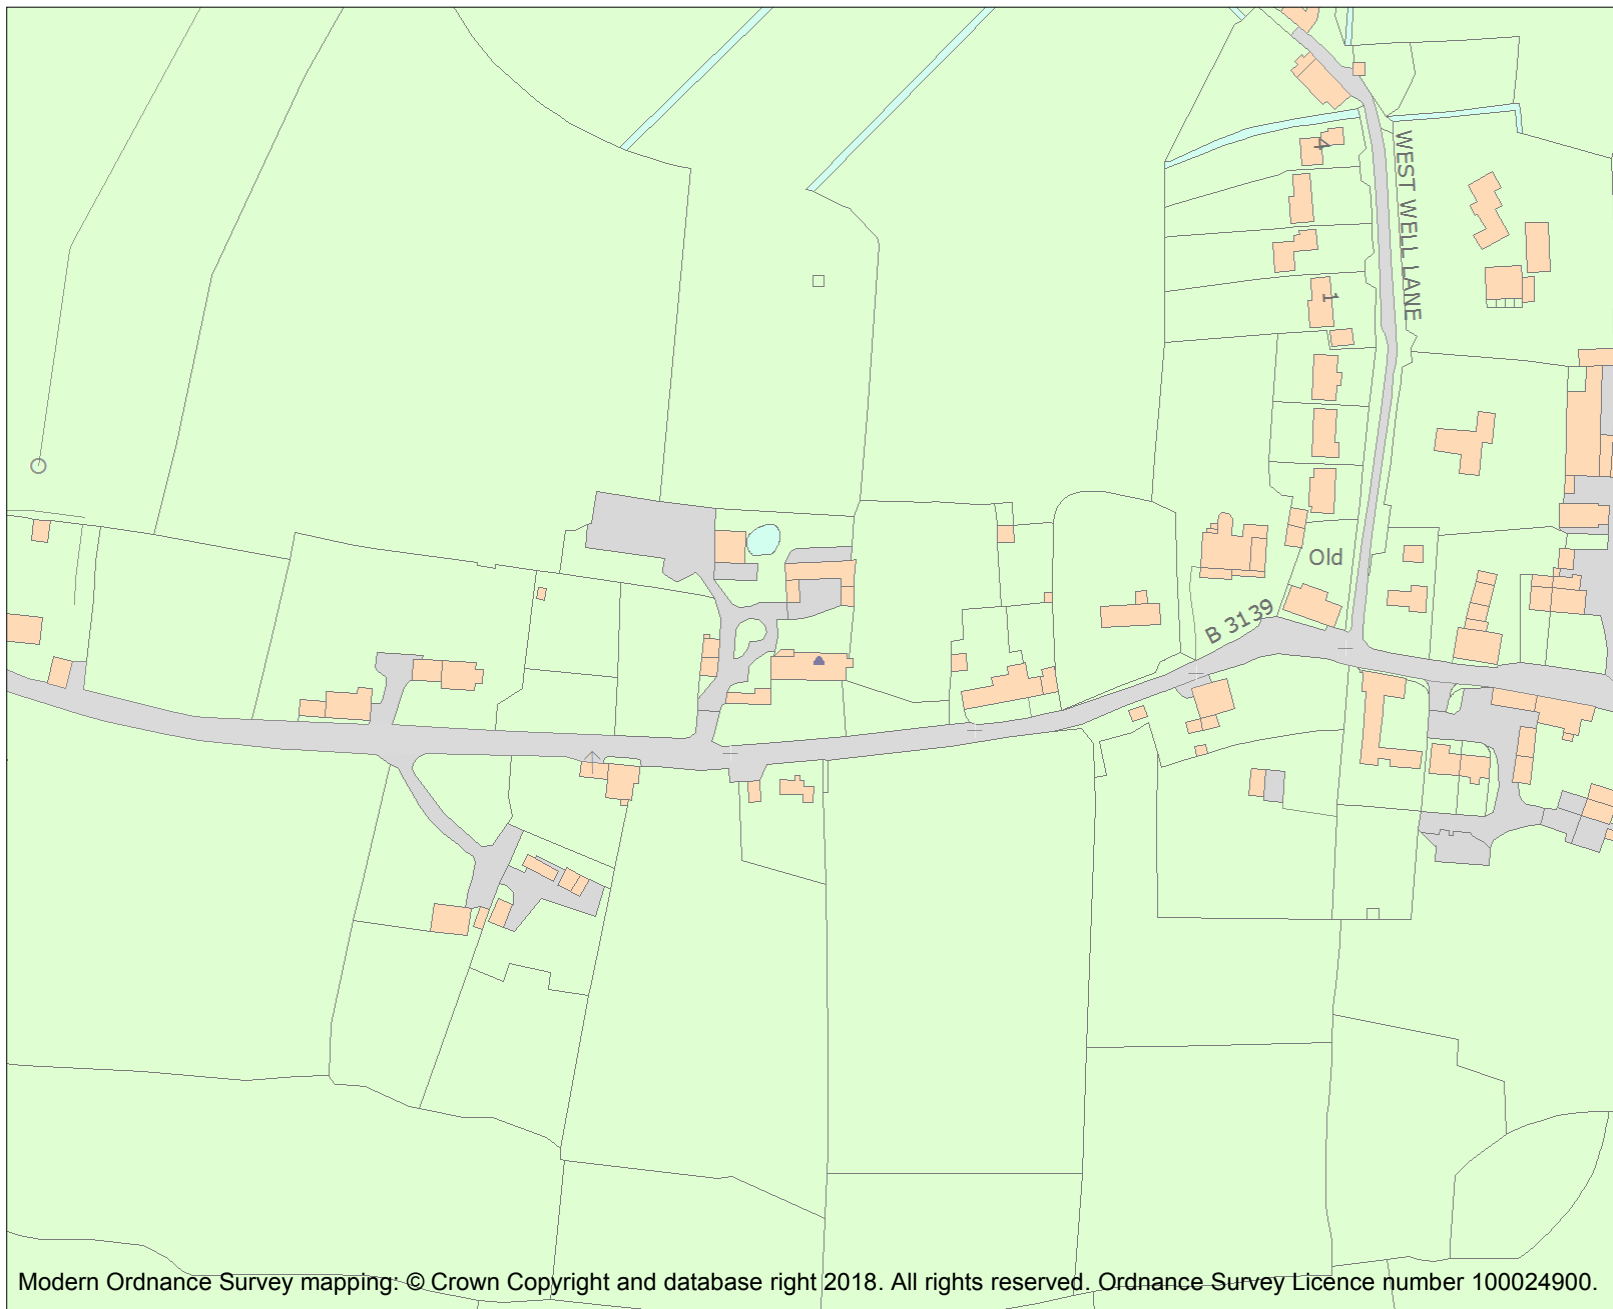 4
WEST WELL LANE
1
Old
B 3139
Modern Ordnance Survey mapping: © Crown Copyright and database right 2018. All rights reserved. Ordnance Survey Licence number 100024900.